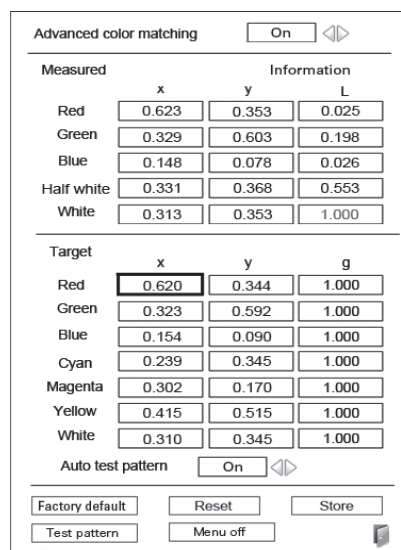 Advanced color matching On
Measured Information
x y L
Red 0.623 0.353 0.025
Green 0.329 0.603 0.198
Blue 0.148 0.078 0.026
Half white 0.331 0.368 0.553
White 0.313 0.353 1.000
Target
x y g
Red 0.620 0.344 1.000
Green 0.323 0.592 1.000
Blue 0.154 0.090 1.000
Cyan 0.239 0.345 1.000
Magenta 0.302 0.170 1.000
Yellow 0.415 0.515 1.000
White 0.310 0.345 1.000
Auto test pattern On
Factory default Reset Store
Test pattern Menu off